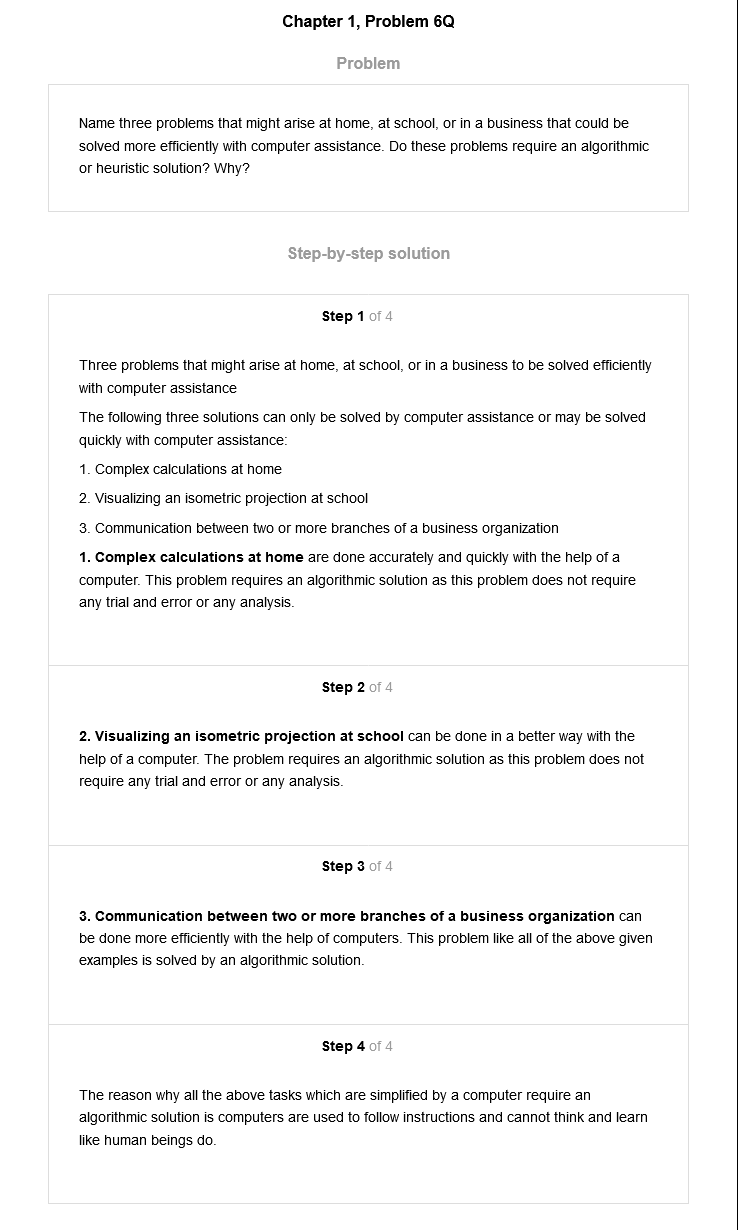 Chapter 1, Problem 6Q
Problem
Name three problems that might arise at home, at school, or in a business that could be
solved more efficiently with computer assistance. Do these problems require an algorithmic
or heuristic solution? Why?
Step-by-step solution
Step 1 of 4
Three problems that might arise at home, at school, or in a business to be solved efficiently
with computer assistance
The following three solutions can only be solved by computer assistance or may be solved
quickly with computer assistance:
1. Complex calculations at home
2. Visualizing an isometric projection at school
3. Communication between two or more branches of a business organization
1. Complex calculations at home are done accurately and quickly with the help of a
computer. This problem requires an algorithmic solution as this problem does not require
any trial and error or any analysis.
Step 2 of 4
2. Visualizing an isometric projection at school can be done in a better way with the
help of a computer. The problem requires an algorithmic solution as this problem does not
require any trial and error or any analysis.
Step 3 of 4
3. Communication between two or more branches of a business organization can
be done more efficiently with the help of computers. This problem like all of the above given
examples is solved by an algorithmic solution.
Step 4 of 4
The reason why all the above tasks which are simplified by a computer require an
algorithmic solution is computers are used to follow instructions and cannot think and learn
like human beings do.